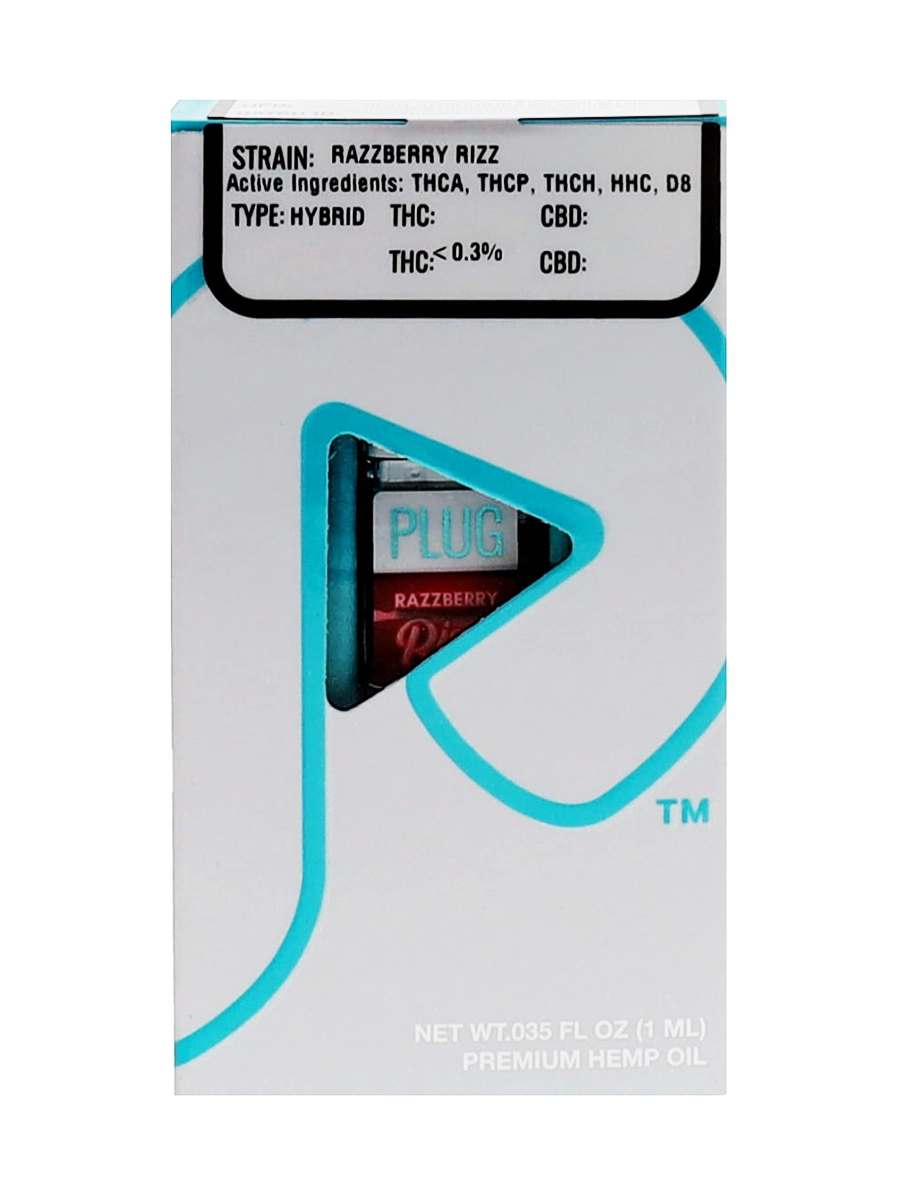 STRAIN: RAZZBERRY RIZZ
Active Ingredients: THCA, THCP, THCH, HHC, D8
TYPE: HYBRID THC: CBD:
THC: <0.3% CBD:
PLUG
RAZZBERRY
TM
NET WT.035 FL OZ (1 ML)
PREMIUM HEMP OIL